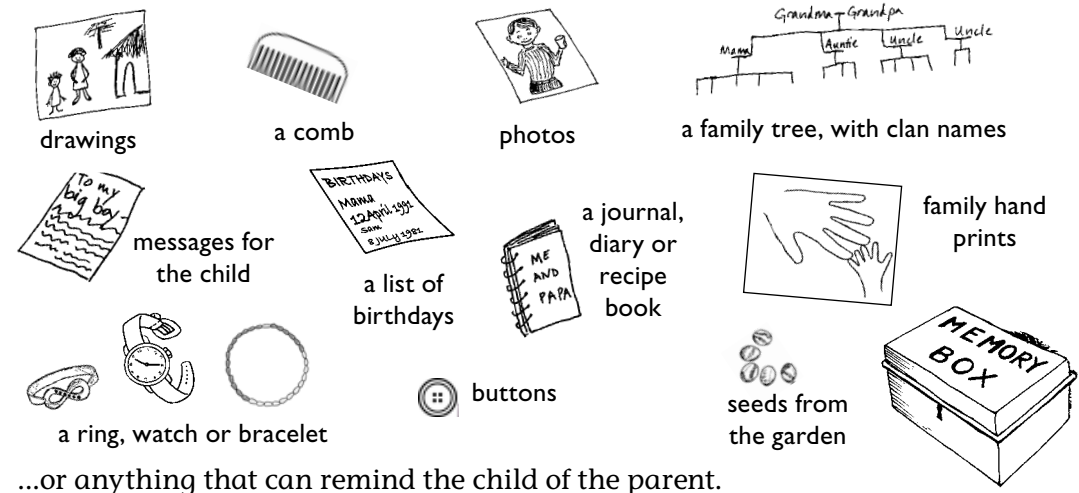 Grandma Grandpa
Mama Auntie Uncle Uncle
drawings
a comb
photos
a family tree, with clan names
To my
big boy
messages for
the child
BIRTHDAYS
Mama
12 April 1991
Sam
8 July 1981
a list of
birthdays
ME
AND
PAPA
a journal,
diary or
recipe
book
family hand
prints
a ring, watch or bracelet
buttons
seeds from
the garden
MEMORY
BOX
...or anything that can remind the child of the parent.